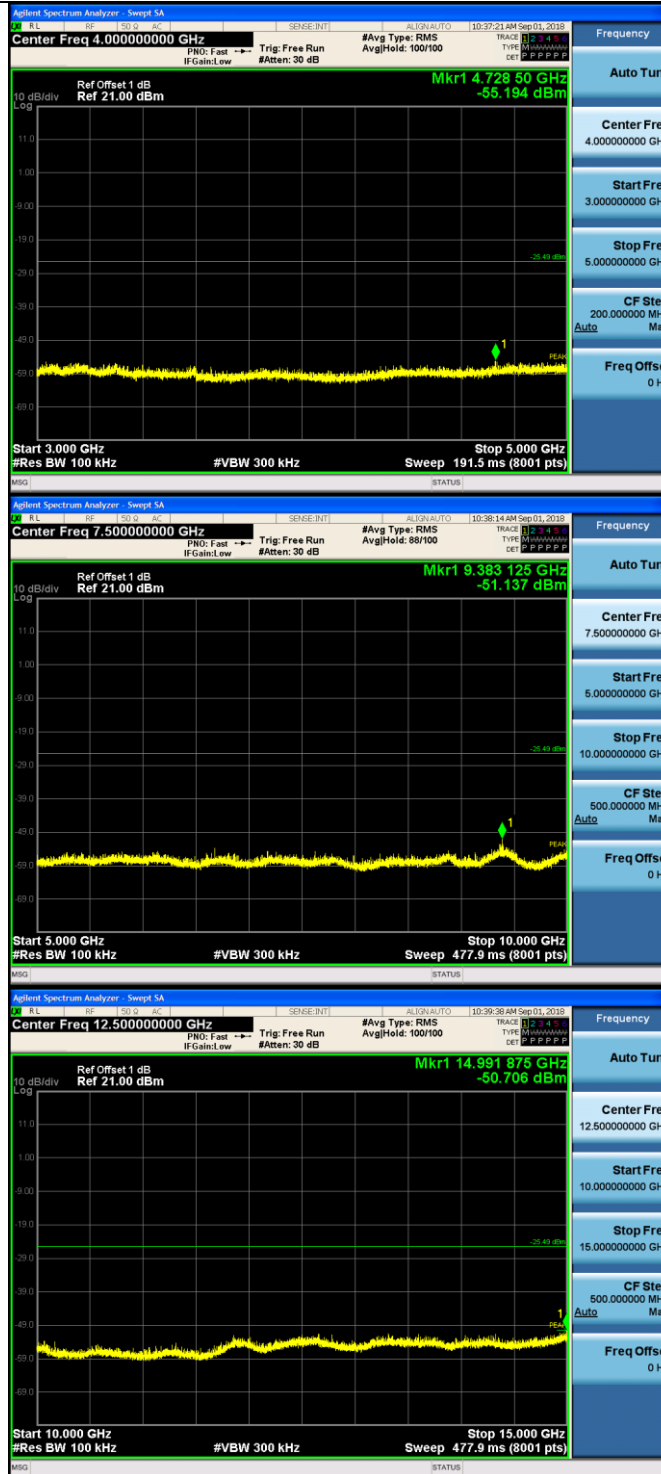 Agilent Spectrum Analyzer - Swept SA
RL RF 50 Ω AC SENSE:INT ALIGNAUTO 10:37:21 AM Sep 01, 2018
Center Freq 4.000000000 GHz #Avg Type: RMS TRACE 1 2 3 4 5 6
PNO: Fast Trig: Free Run Avg|Hold: 100/100 TYPE M
IFGain:Low #Atten: 30 dB DET P P P P P P
Mkr1 4.728 50 GHz
Ref Offset 1 dB
10 dB/div Ref 21.00 dBm -55.194 dBm
Log
11.0
1.00
-9.00
-19.0
-25.49 dBm
-29.0
-39.0
-49.0
1
PEAK
-59.0
-69.0
Start 3.000 GHz Stop 5.000 GHz
#Res BW 100 kHz #VBW 300 kHz Sweep 191.5 ms (8001 pts)
MSG STATUS
Frequency
Auto Tun
Center Fre
4.000000000 GH
Start Fre
3.000000000 GH
Stop Fre
5.000000000 GH
CF Ste
200.000000 MH
Auto Ma
Freq Offse
0 H
Agilent Spectrum Analyzer - Swept SA
RL RF 50 Ω AC SENSE:INT ALIGNAUTO 10:38:14 AM Sep 01, 2018
Center Freq 7.500000000 GHz #Avg Type: RMS TRACE 1 2 3 4 5 6
PNO: Fast Trig: Free Run Avg|Hold: 88/100 TYPE M
IFGain:Low #Atten: 30 dB DET P P P P P P
Mkr1 9.383 125 GHz
Ref Offset 1 dB
10 dB/div Ref 21.00 dBm -51.137 dBm
Log
11.0
1.00
-9.00
-19.0
-25.49 dBm
-29.0
-39.0
-49.0
1
PEAK
-59.0
-69.0
Start 5.000 GHz Stop 10.000 GHz
#Res BW 100 kHz #VBW 300 kHz Sweep 477.9 ms (8001 pts)
MSG STATUS
Frequency
Auto Tun
Center Fre
7.500000000 GH
Start Fre
5.000000000 GH
Stop Fre
10.000000000 GH
CF Ste
500.000000 MH
Auto Ma
Freq Offse
0 H
Agilent Spectrum Analyzer - Swept SA
RL RF 50 Ω AC SENSE:INT ALIGNAUTO 10:39:38 AM Sep 01, 2018
Center Freq 12.500000000 GHz #Avg Type: RMS TRACE 1 2 3 4 5 6
PNO: Fast Trig: Free Run Avg|Hold: 100/100 TYPE M
IFGain:Low #Atten: 30 dB DET P P P P P P
Mkr1 14.991 875 GHz
Ref Offset 1 dB
10 dB/div Ref 21.00 dBm -50.706 dBm
Log
11.0
1.00
-9.00
-19.0
-25.49 dBm
-29.0
-39.0
-49.0
1
PEAK
-59.0
-69.0
Start 10.000 GHz Stop 15.000 GHz
#Res BW 100 kHz #VBW 300 kHz Sweep 477.9 ms (8001 pts)
MSG STATUS
Frequency
Auto Tun
Center Fre
12.500000000 GH
Start Fre
10.000000000 GH
Stop Fre
15.000000000 GH
CF Ste
500.000000 MH
Auto Ma
Freq Offse
0 H